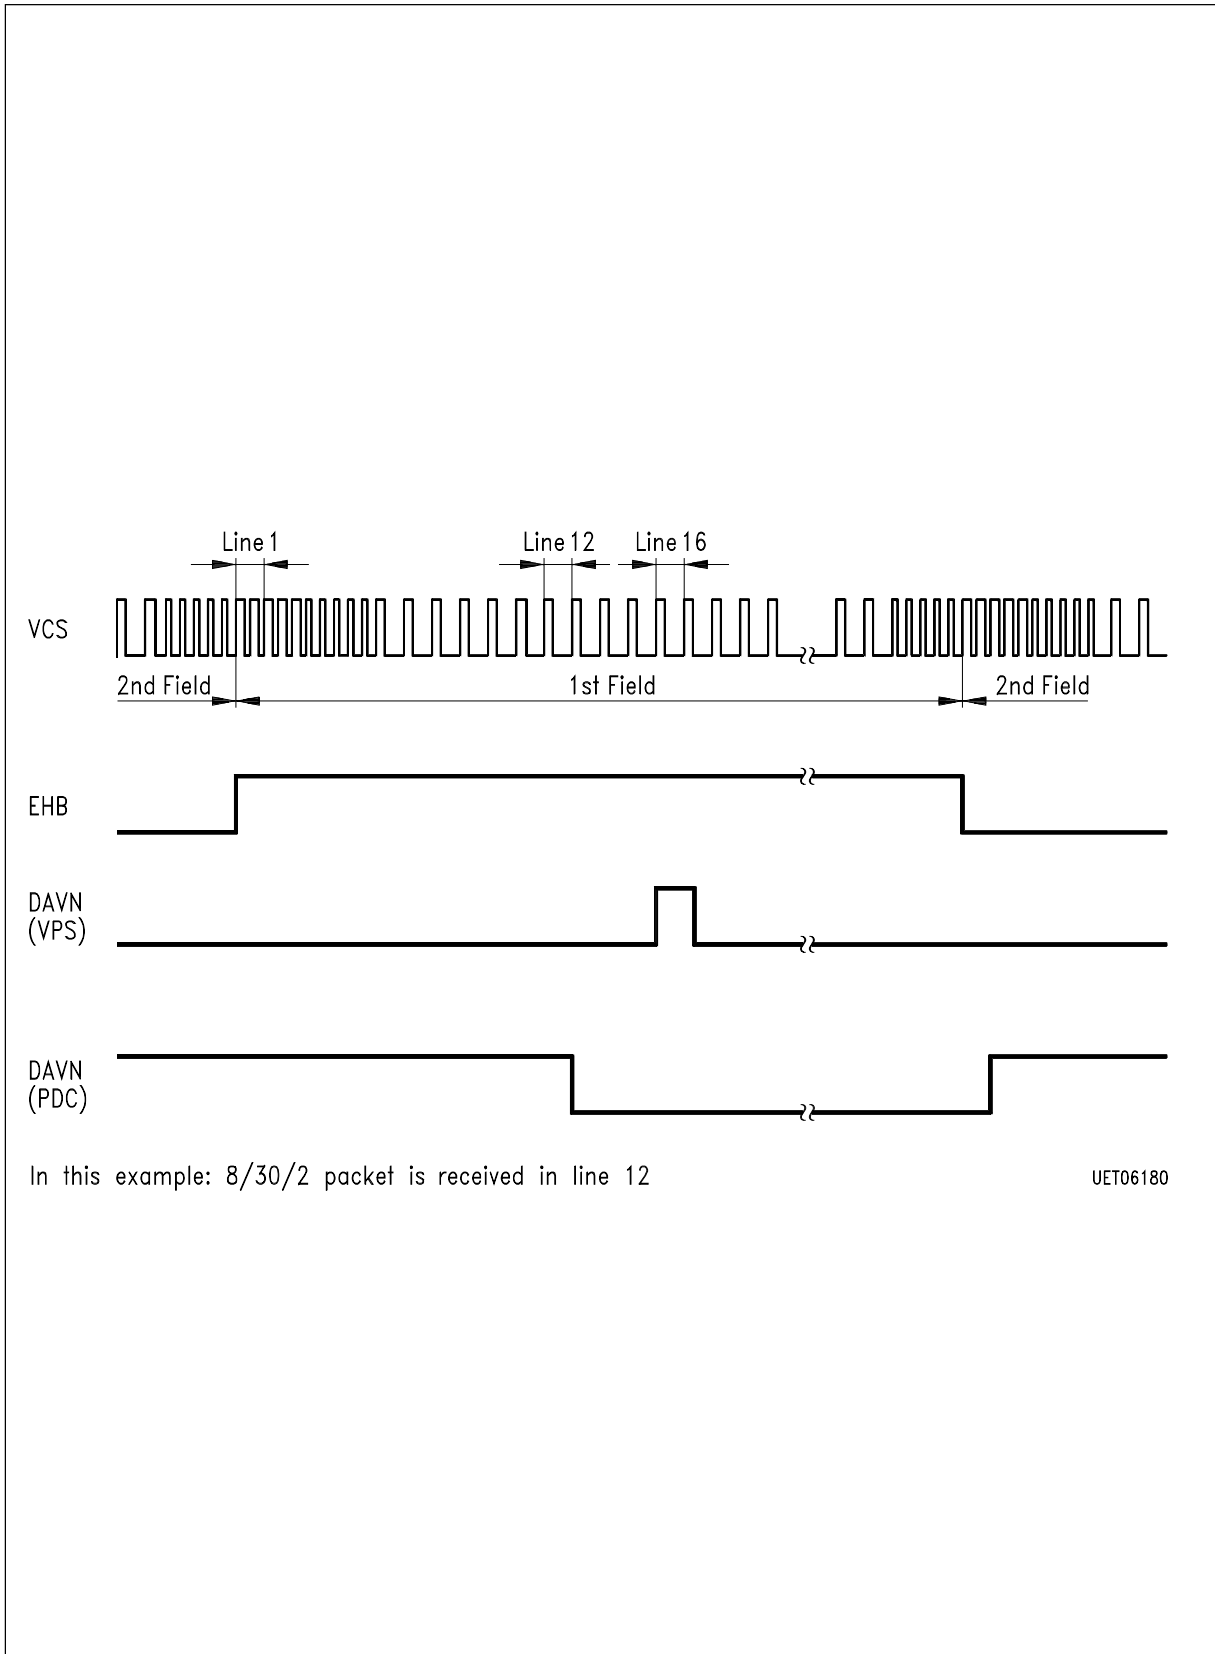 Line 1
Line 12
Line 16
VCS
2nd Field
1st Field
2nd Field
EHB
DAVN
(VPS)
DAVN
(PDC)
In this example: 8/30/2 packet is received in line 12
UET06180